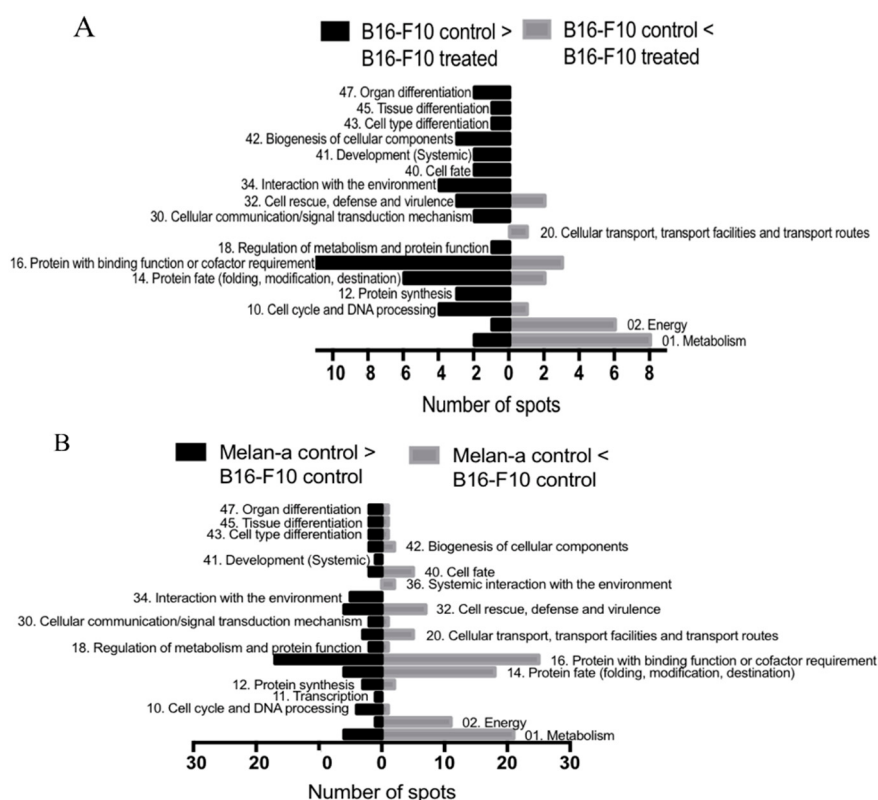 A
B16-F10 control >
B16-F10 treated
B16-F10 control <
B16-F10 treated
47. Organ differentiation
45. Tissue differentiation
43. Cell type differentiation
42. Biogenesis of cellular components
41. Development (Systemic)
40. Cell fate
34. Interaction with the environment
32. Cell rescue, defense and virulence
30. Cellular communication/signal transduction mechanism
20. Cellular transport, transport facilities and transport routes
18. Regulation of metabolism and protein function
16. Protein with binding function or cofactor requirement
14. Protein fate (folding, modification, destination)
12. Protein synthesis
10. Cell cycle and DNA processing
02. Energy
01. Metabolism
10 8 6 4 2 0 2 4 6 8
Number of spots
B
Melan-a control >
B16-F10 control
Melan-a control <
B16-F10 control
47. Organ differentiation
45. Tissue differentiation
43. Cell type differentiation
42. Biogenesis of cellular components
41. Development (Systemic)
40. Cell fate
36. Systemic interaction with the environment
34. Interaction with the environment
32. Cell rescue, defense and virulence
30. Cellular communication/signal transduction mechanism
20. Cellular transport, transport facilities and transport routes
18. Regulation of metabolism and protein function
16. Protein with binding function or cofactor requirement
14. Protein fate (folding, modification, destination)
12. Protein synthesis
11. Transcription
10. Cell cycle and DNA processing
02. Energy
01. Metabolism
30 20 0 0 10 20 30
Number of spots